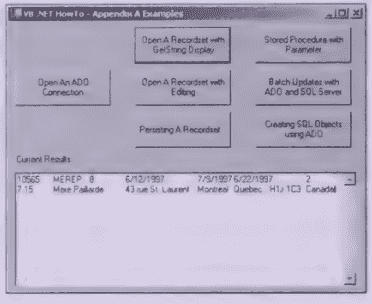 VB .NET HowTo - Appendix A Examples
Open A Recordset with
GetString Display
Stored Procedure with
Parameter
Open An ADO
Connection
Open A Recordset with
Editing
Batch Updates with
ADO and SQL Server
Persisting A Recordset
Creating SQL Objects
using ADO
Current Results
10565 MEREP 8 6/12/1997 7/9/1997 6/22/1997 2
7.15 Mère Paillarde 43 rue St. Laurent Montréal Québec H1J 1C3 Canada